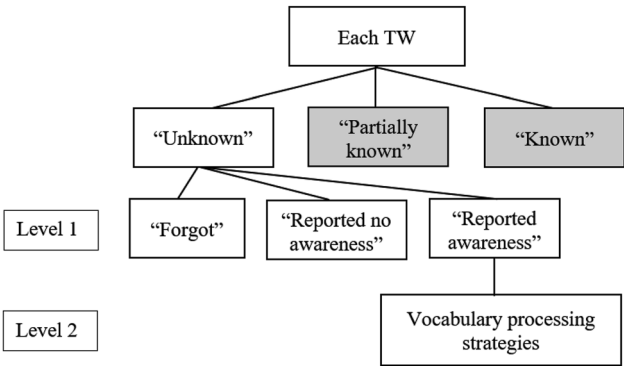 Each TW
“Unknown”
“Partially
known”
“Known”
Level 1
“Forgot”
“Reported no
awareness”
“Reported
awareness”
Level 2
Vocabulary processing
strategies